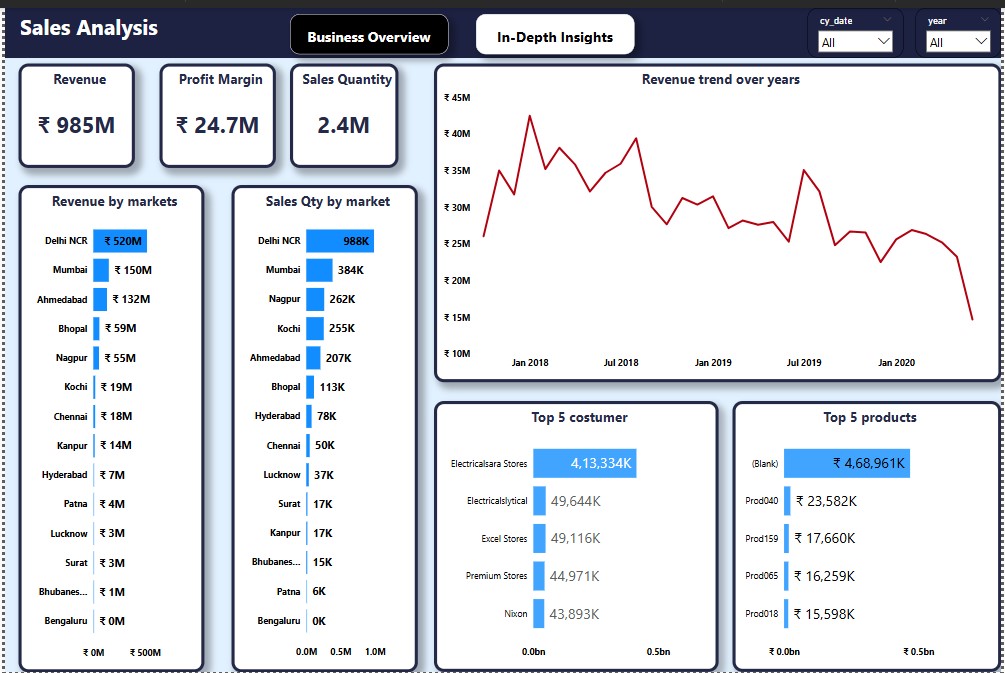 Sales Analysis
Business Overview
In-Depth Insights
cy_date
All
year
All
Revenue
₹ 985M
Profit Margin
₹ 24.7M
Sales Quantity
2.4M
Revenue by markets
Delhi NCR ₹ 520M
Mumbai ₹ 150M
Ahmedabad ₹ 132M
Bhopal ₹ 59M
Nagpur ₹ 55M
Kochi ₹ 19M
Chennai ₹ 18M
Kanpur ₹ 14M
Hyderabad ₹ 7M
Patna ₹ 4M
Lucknow ₹ 3M
Surat ₹ 3M
Bhubanes... ₹ 1M
Bengaluru ₹ 0M
₹ 0M ₹ 500M
Sales Qty by market
Delhi NCR 988K
Mumbai 384K
Nagpur 262K
Kochi 255K
Ahmedabad 207K
Bhopal 113K
Hyderabad 78K
Chennai 50K
Lucknow 37K
Surat 17K
Kanpur 17K
Bhubanes... 15K
Patna 6K
Bengaluru 0K
0.0M 0.5M 1.0M
Revenue trend over years
₹ 45M
₹ 40M
₹ 35M
₹ 30M
₹ 25M
₹ 20M
₹ 15M
₹ 10M
Jan 2018 Jul 2018 Jan 2019 Jul 2019 Jan 2020
Top 5 costumer
Electricalsara Stores 4,13,334K
Electricalslytical 49,644K
Excel Stores 49,116K
Premium Stores 44,971K
Nixon 43,893K
0.0bn 0.5bn
Top 5 products
(Blank) ₹ 4,68,961K
Prod040 ₹ 23,582K
Prod159 ₹ 17,660K
Prod065 ₹ 16,259K
Prod018 ₹ 15,598K
₹ 0.0bn ₹ 0.5bn